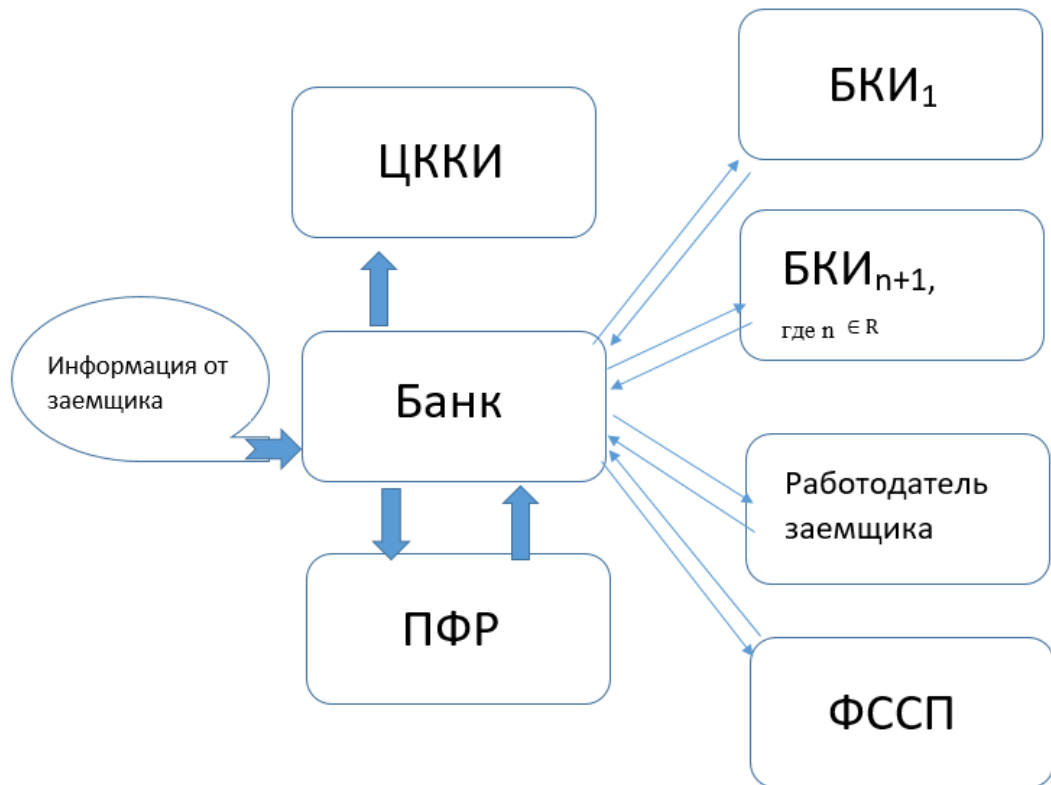 БКИ₁
ЦККИ
БКИₙ₊₁,
где n ∈ R
Информация от
заемщика
Банк
Работодатель
заемщика
ПФР
ФССП